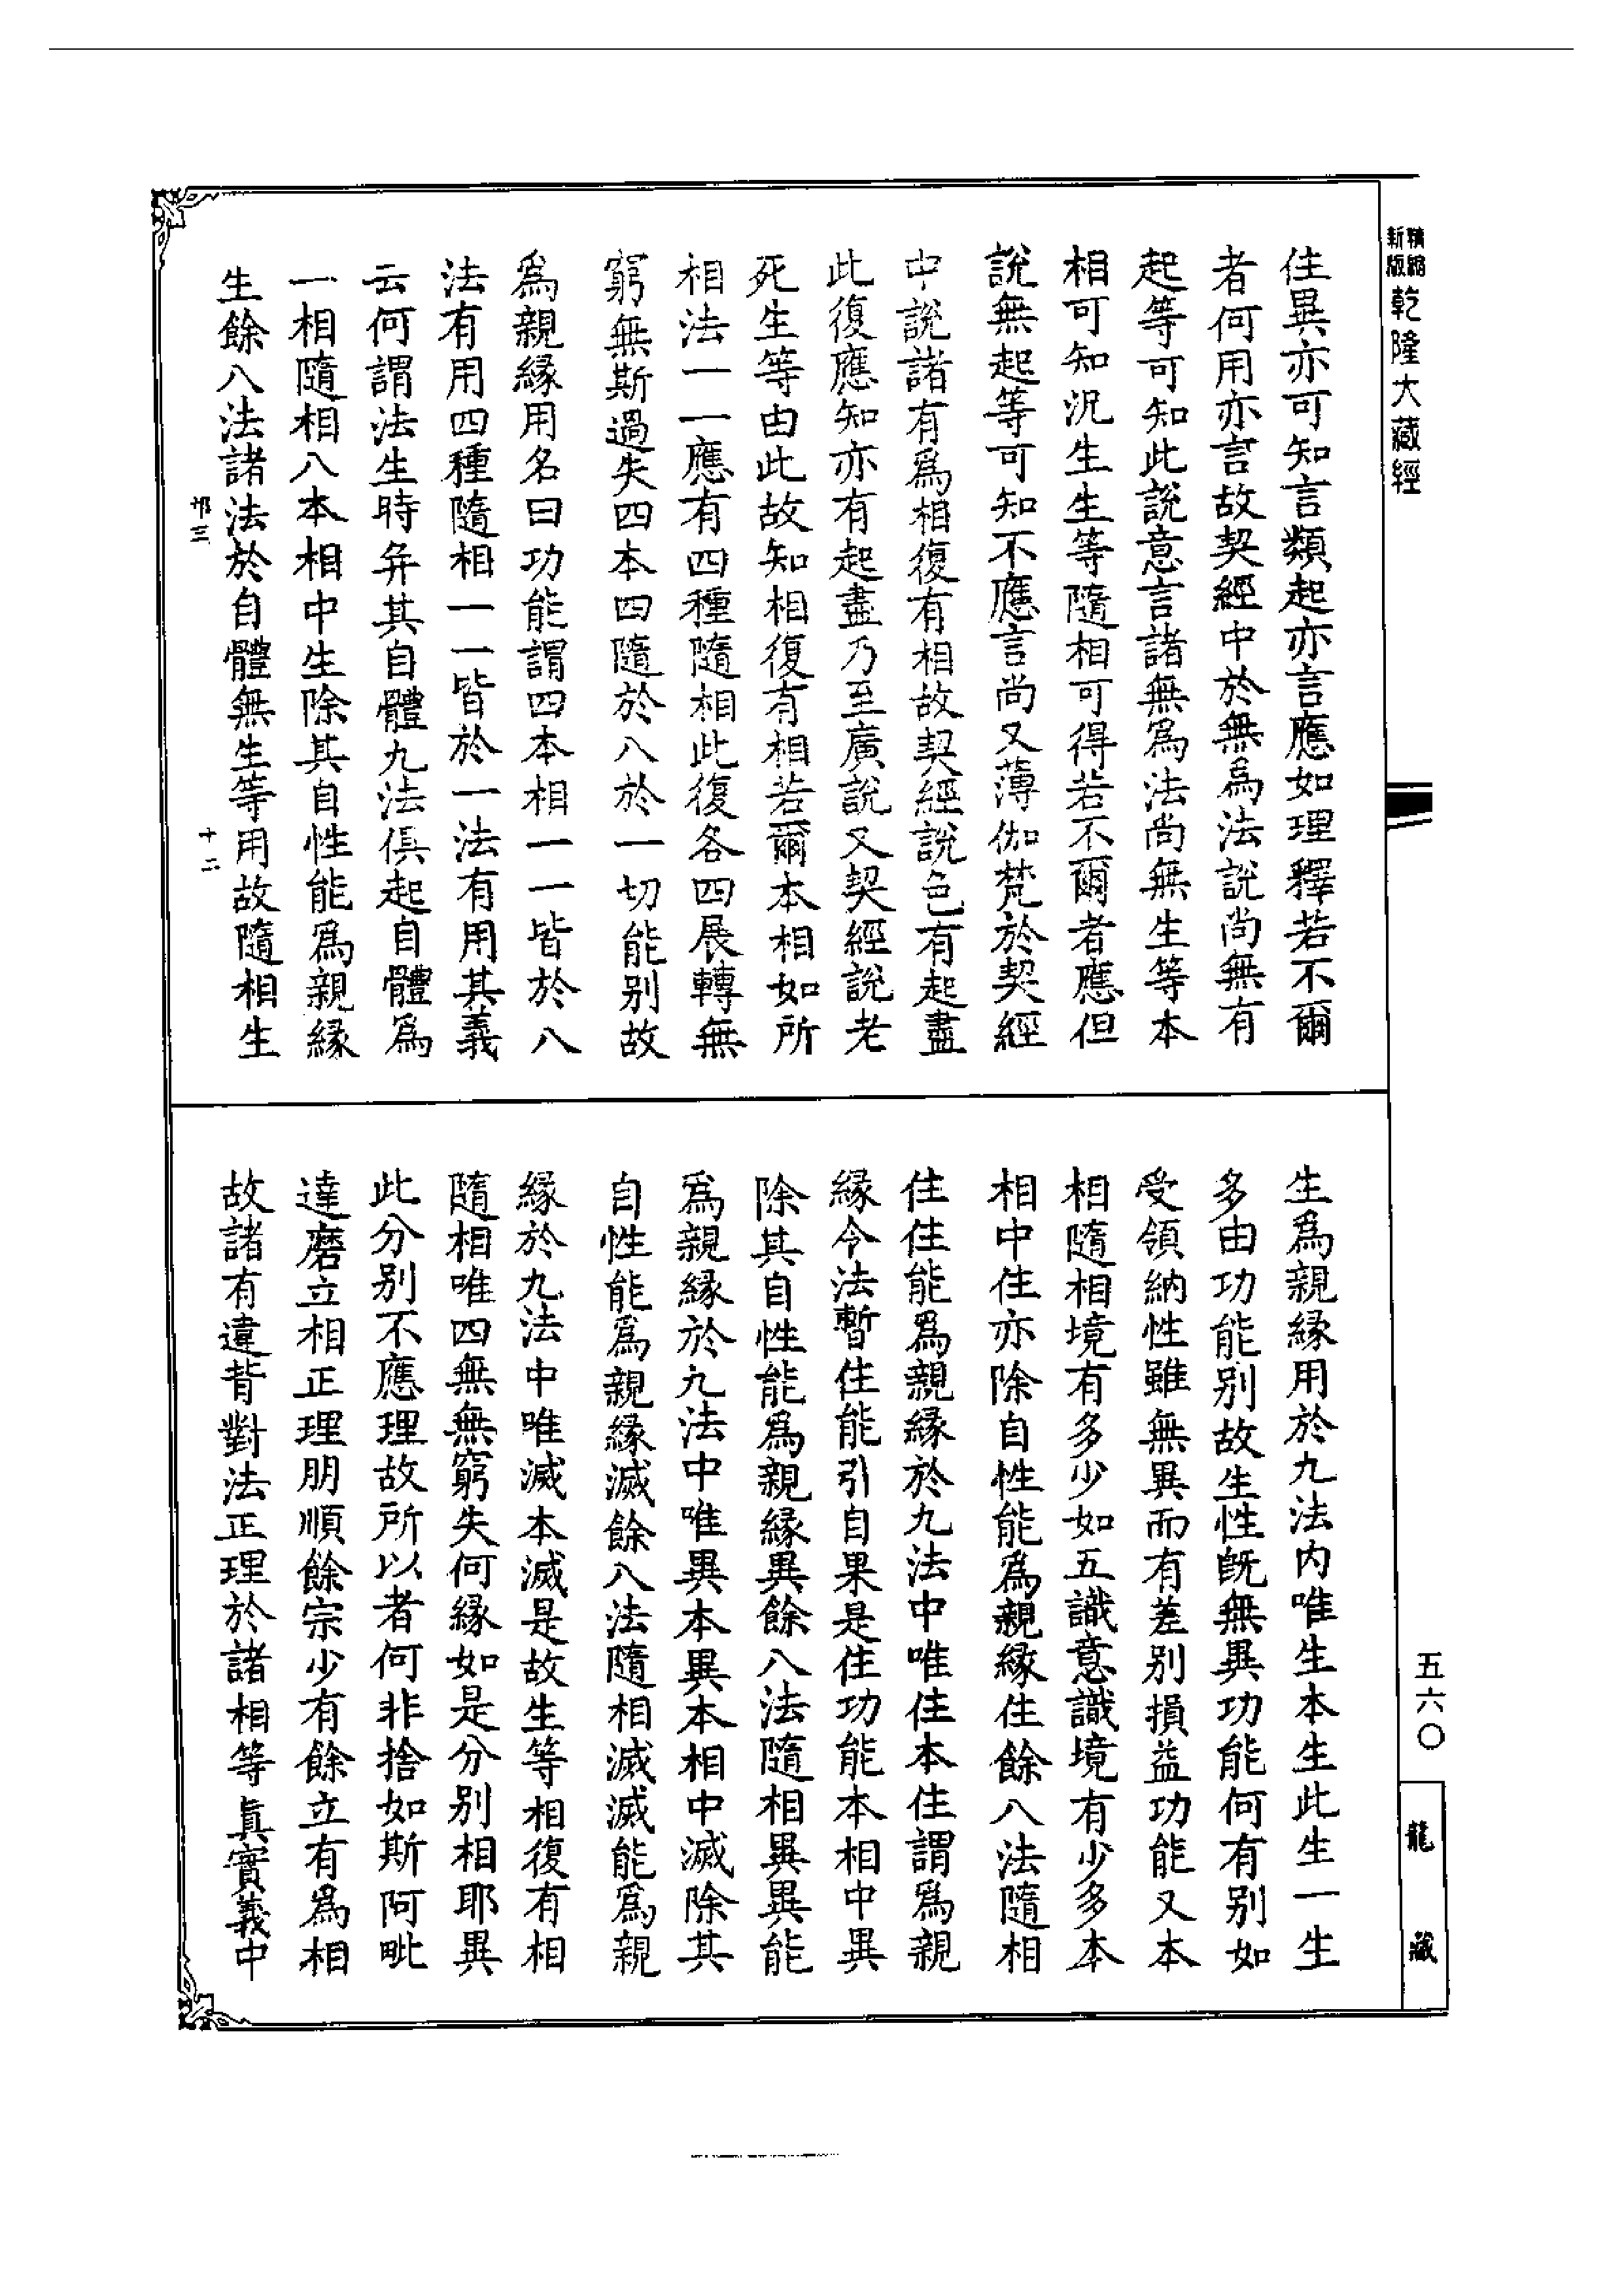 精縮新版乾隆大藏經
住異亦可知言類起亦言應如理釋若不爾
者何用亦言故契經中於無爲法說尚無有
起等可知此說意言諸無爲法尚無生等本
相可知況生生等隨相可得若不爾者應但
說無起等可知不應言尚又薄伽梵於契經
中說諸有爲相復有相故契經說色有起盡
此復應知亦有起盡乃至廣說又契經說老
死生等由此故知相復有相若爾本相如所
相法一一應有四種隨相此復各四展轉無
窮無斯過失四本四隨於八於一切能別故
爲親緣用名曰功能謂四本相一一皆於八
法有用四種隨相一一皆於一法有用其義
云何謂法生時并其自體九法俱起自體爲
一相隨相八本相中生除其自性能爲親緣
生餘八法諸法於自體無生等用故隨相生
邗三
十二
生爲親緣用於九法內唯生本生此生一生
多由功能別故生性既無異功能何有別如
受領納性雖無異而有差別損益功能又本
相隨相境有多少如五識意識境有少多本
相中住亦除自性能爲親緣住餘八法隨相
住住能爲親緣於九法中唯住本住謂爲親
緣令法暫住能引自果是住功能本相中異
除其自性能爲親緣異餘八法隨相異異能
爲親緣於九法中唯異本異本相中滅除其
自性能爲親緣滅餘八法隨相滅滅能爲親
緣於九法中唯滅本滅是故生等相復有相
隨相唯四無無窮失何緣如是分別相耶異
此分別不應理故所以者何非捨如斯阿毗
達磨立相正理朋順餘宗少有餘立有爲相
故諸有違背對法正理於諸相等真實義中
五六〇
龍藏